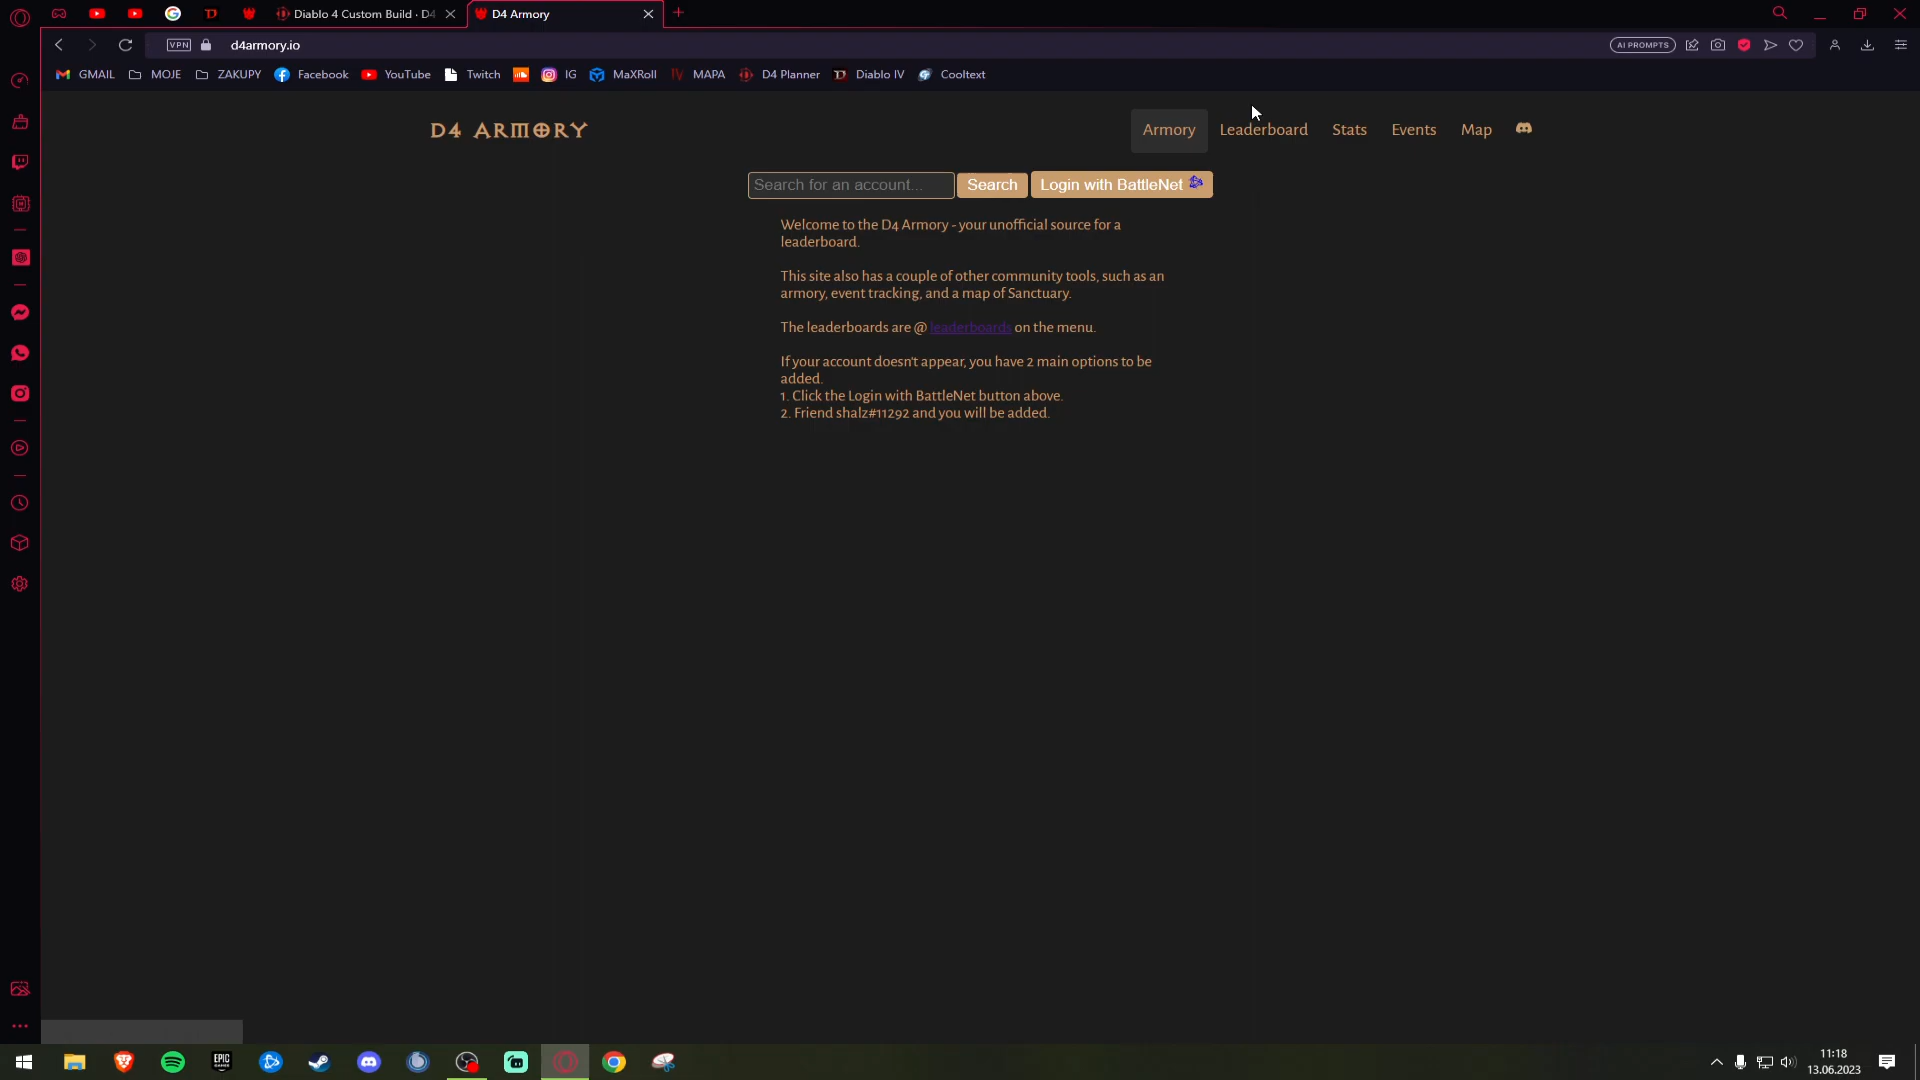 Diablo 4 Custom Build · D4
D4 Armory
VPN
d4armory.io
AI PROMPTS
GMAIL
MOJE
ZAKUPY
Facebook
YouTube
Twitch
IG
MaXRoll
MAPA
D4 Planner
Diablo IV
Cooltext
D4 ARMORY
Armory
Leaderboard
Stats
Events
Map
Search for an account...
Search
Login with BattleNet
Welcome to the D4 Armory - your unofficial source for a
leaderboard.
This site also has a couple of other community tools, such as an
armory, event tracking, and a map of Sanctuary.
The leaderboards are @ leaderboards on the menu.
If your account doesn't appear, you have 2 main options to be
added.
1. Click the Login with BattleNet button above.
2. Friend shalz#11292 and you will be added.
EPIC
GAMES
11:18
13.06.2023